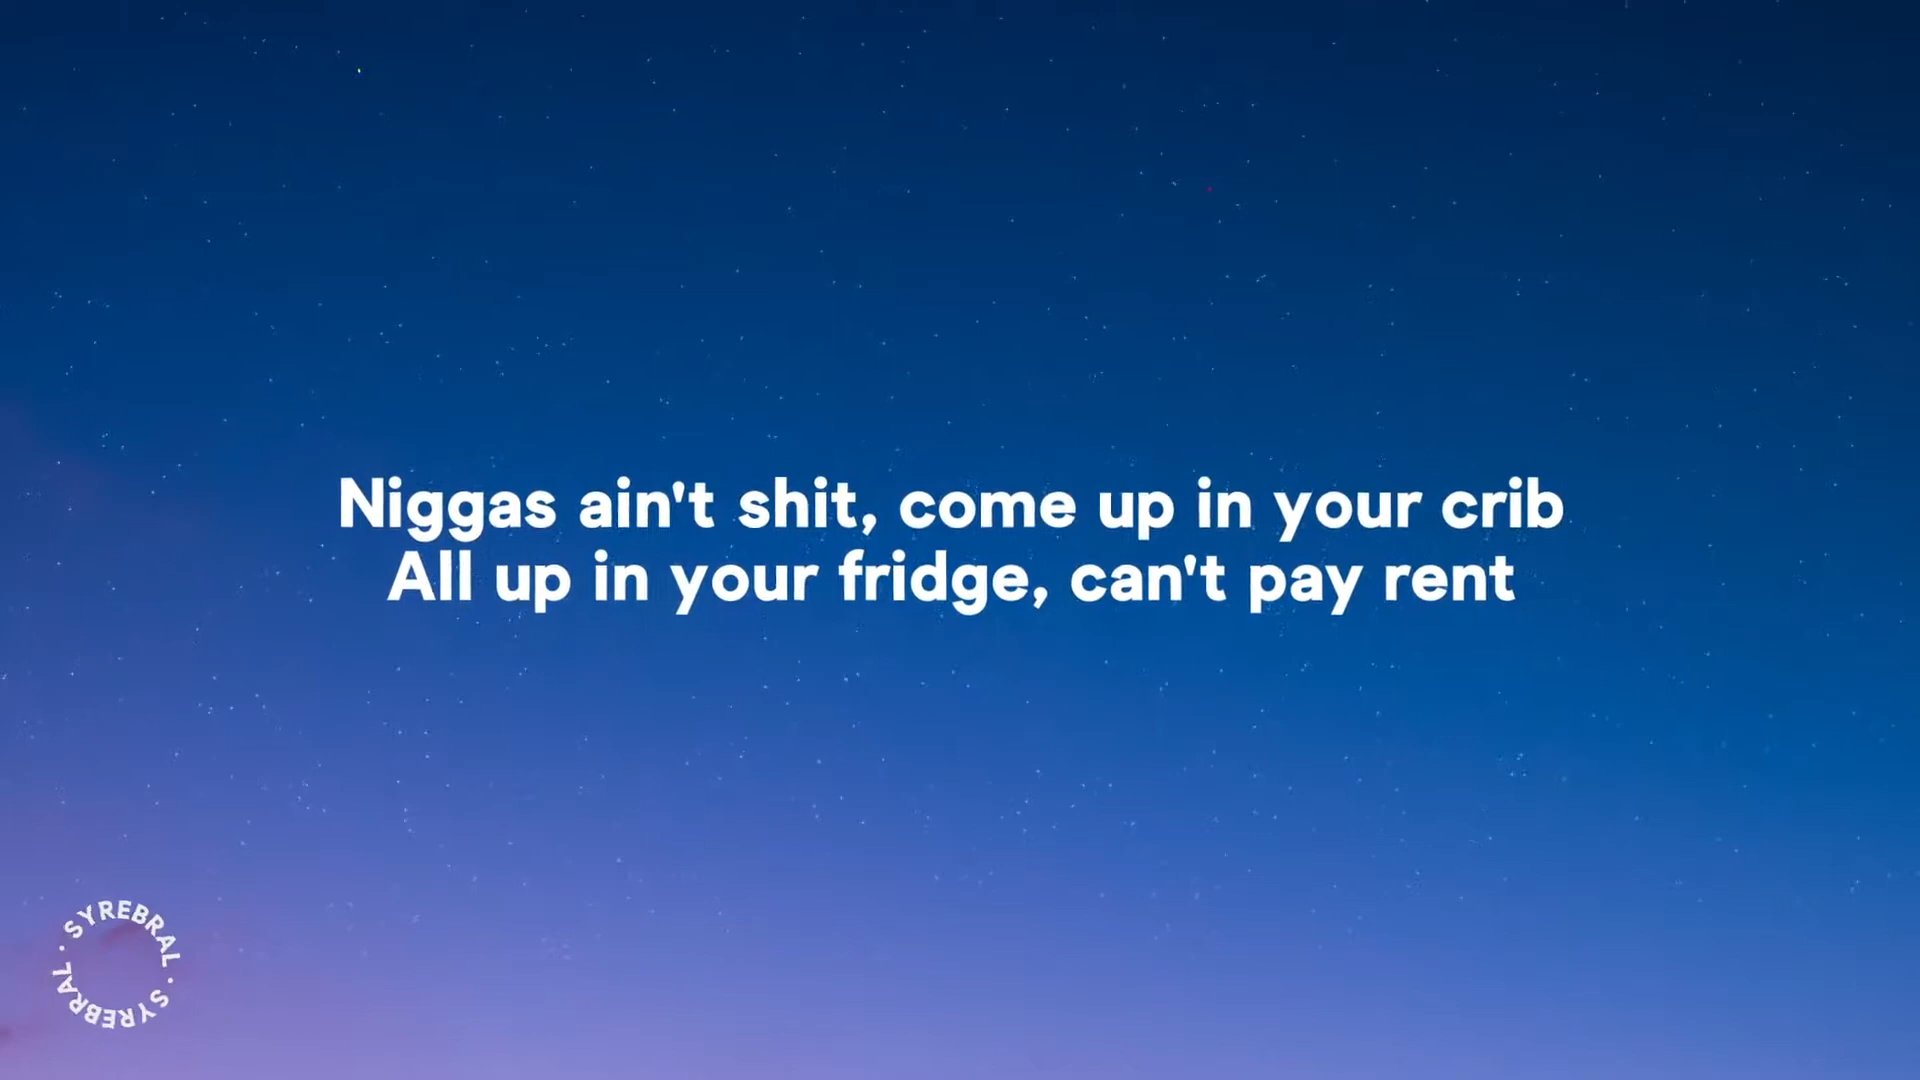 Niggas ain't shit, come up in your crib
All up in your fridge, can't pay rent
SYREBRAL · SYREBRAL ·